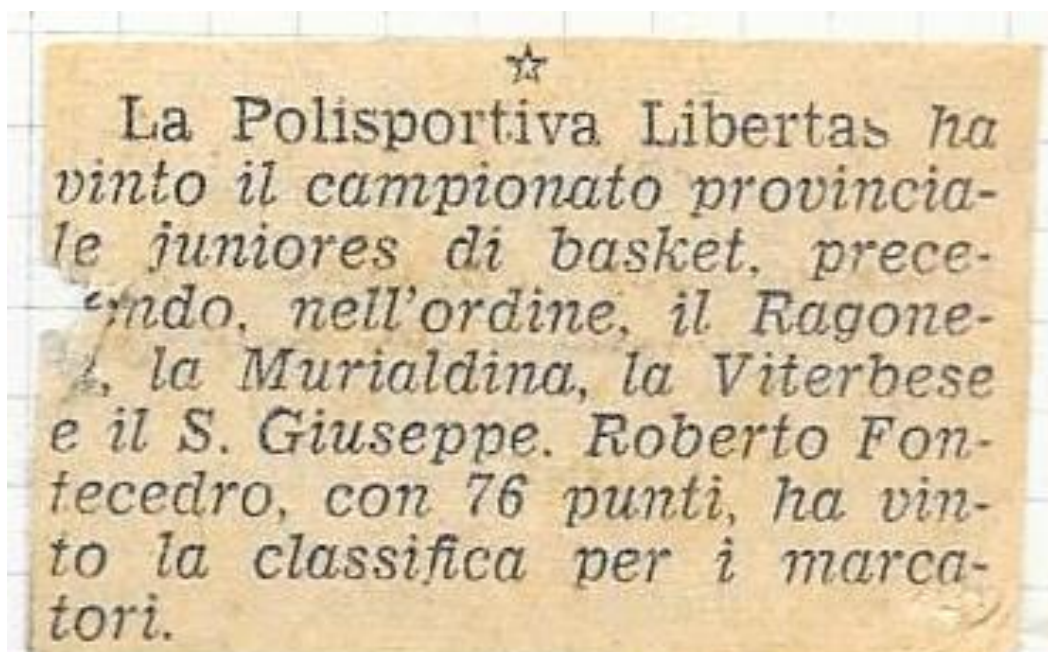 La Polisportiva Libertas ha
vinto il campionato provincia-
le juniores di basket, prece-
endo, nell'ordine, il Ragone-
, la Murialdina, la Viterbese
e il S. Giuseppe. Roberto Fon-
tecedro, con 76 punti, ha vin-
to la classifica per i marca-
tori.